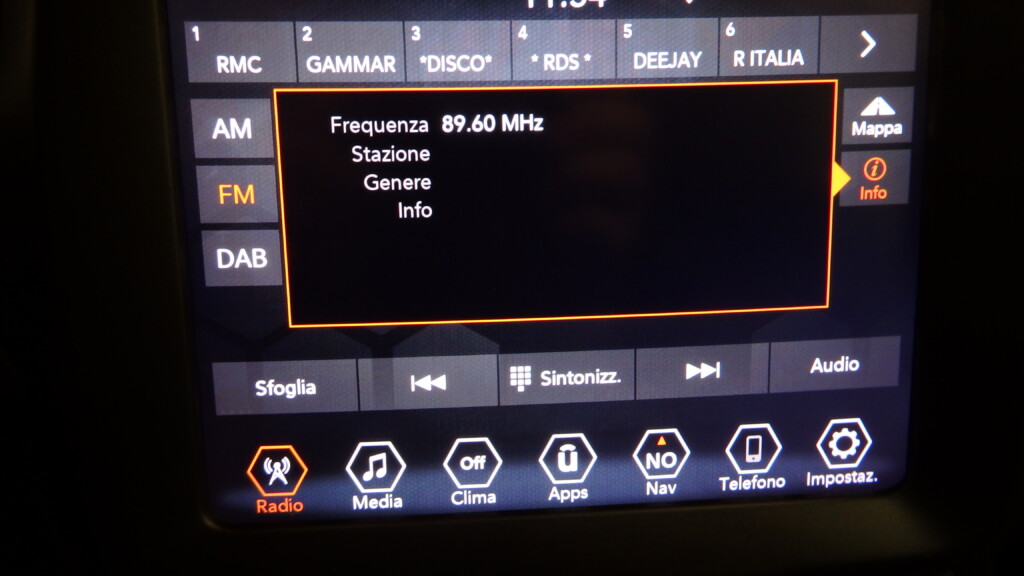 1 RMC
2 GAMMAR
3 *DISCO*
4 * RDS *
5 DEEJAY
6 R ITALIA
AM
FM
DAB
Frequenza 89.60 MHz
Stazione
Genere
Info
Mappa
Info
Sfoglia
Sintonizz.
Audio
Radio
Media
Off
Clima
Apps
NO
Nav
Telefono
Impostaz.